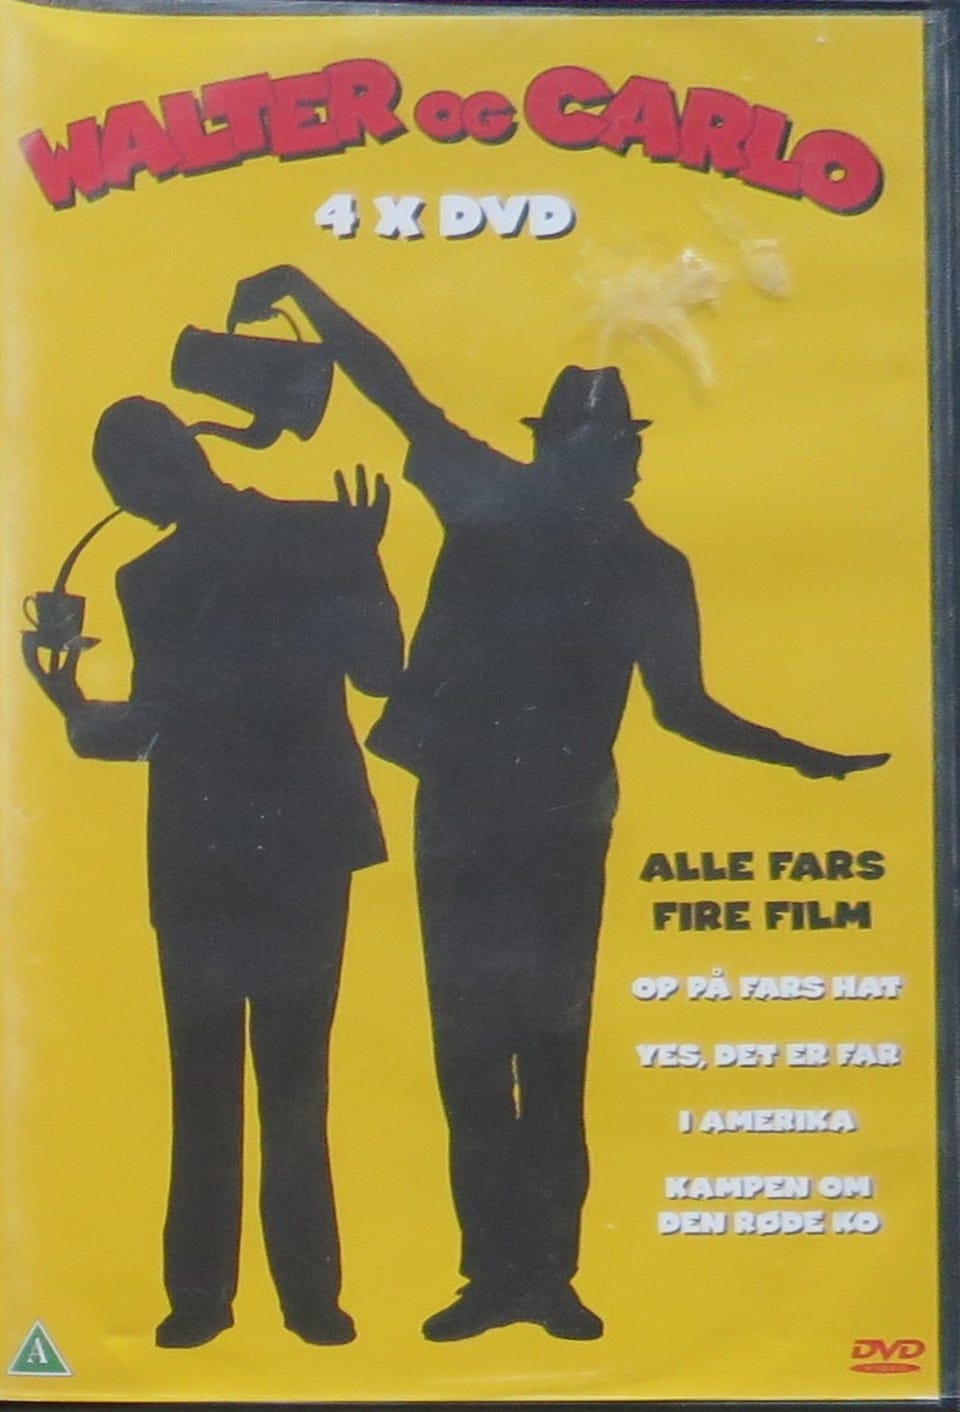 WALTER OG CARLO
4 X DVD
ALLE FARS
FIRE FILM
OP PÅ FARS HAT
YES, DET ER FAR
I AMERIKA
KAMPEN OM
DEN RØDE KO
A
DVD
VIDEO